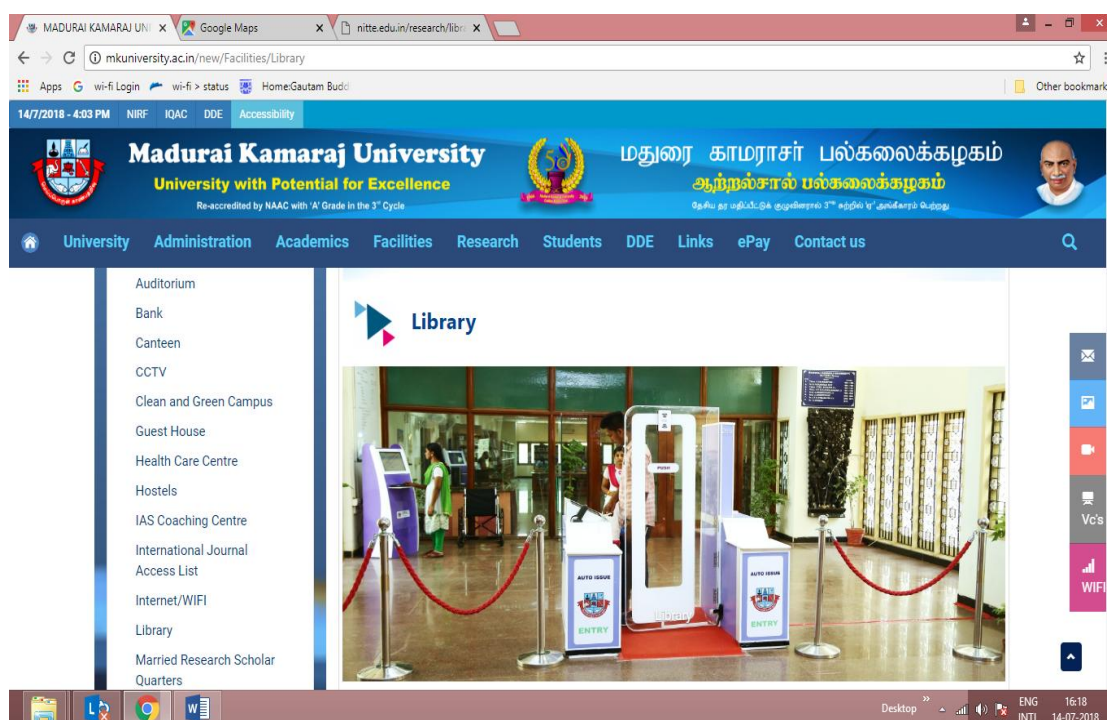 MADURAI KAMARAJ UNI
Google Maps
nitte.edu.in/research/libra
mkuniversity.ac.in/new/Facilities/Library
Apps
wi-fi Login
wi-fi > status
Home:Gautam Budd
Other bookmark
14/7/2018 - 4:03 PM NIRF IQAC DDE Accessibility
Madurai Kamaraj University
University with Potential for Excellence
Re-accredited by NAAC with 'A' Grade in the 3rd Cycle
மதுரை காமராசர் பல்கலைக்கழகம்
ஆற்றல்சால் பல்கலைக்கழகம்
University Administration Academics Facilities Research Students DDE Links ePay Contact us
Auditorium
Bank
Canteen
CCTV
Clean and Green Campus
Guest House
Health Care Centre
Hostels
IAS Coaching Centre
International Journal
Access List
Internet/WIFI
Library
Married Research Scholar
Quarters
Library
PUSH
AUTO ISSUE
ENTRY
Library
AUTO ISSUE
ENTRY
Vc's
WIFI
Desktop
ENG
INTL
16:18
14-07-2018